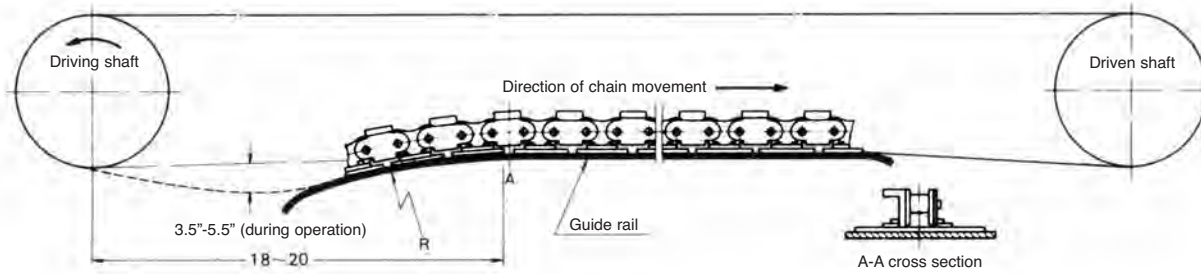 Driving shaft
Driven shaft
Direction of chain movement
A
3.5”-5.5” (during operation)
R
Guide rail
18~20
A-A cross section